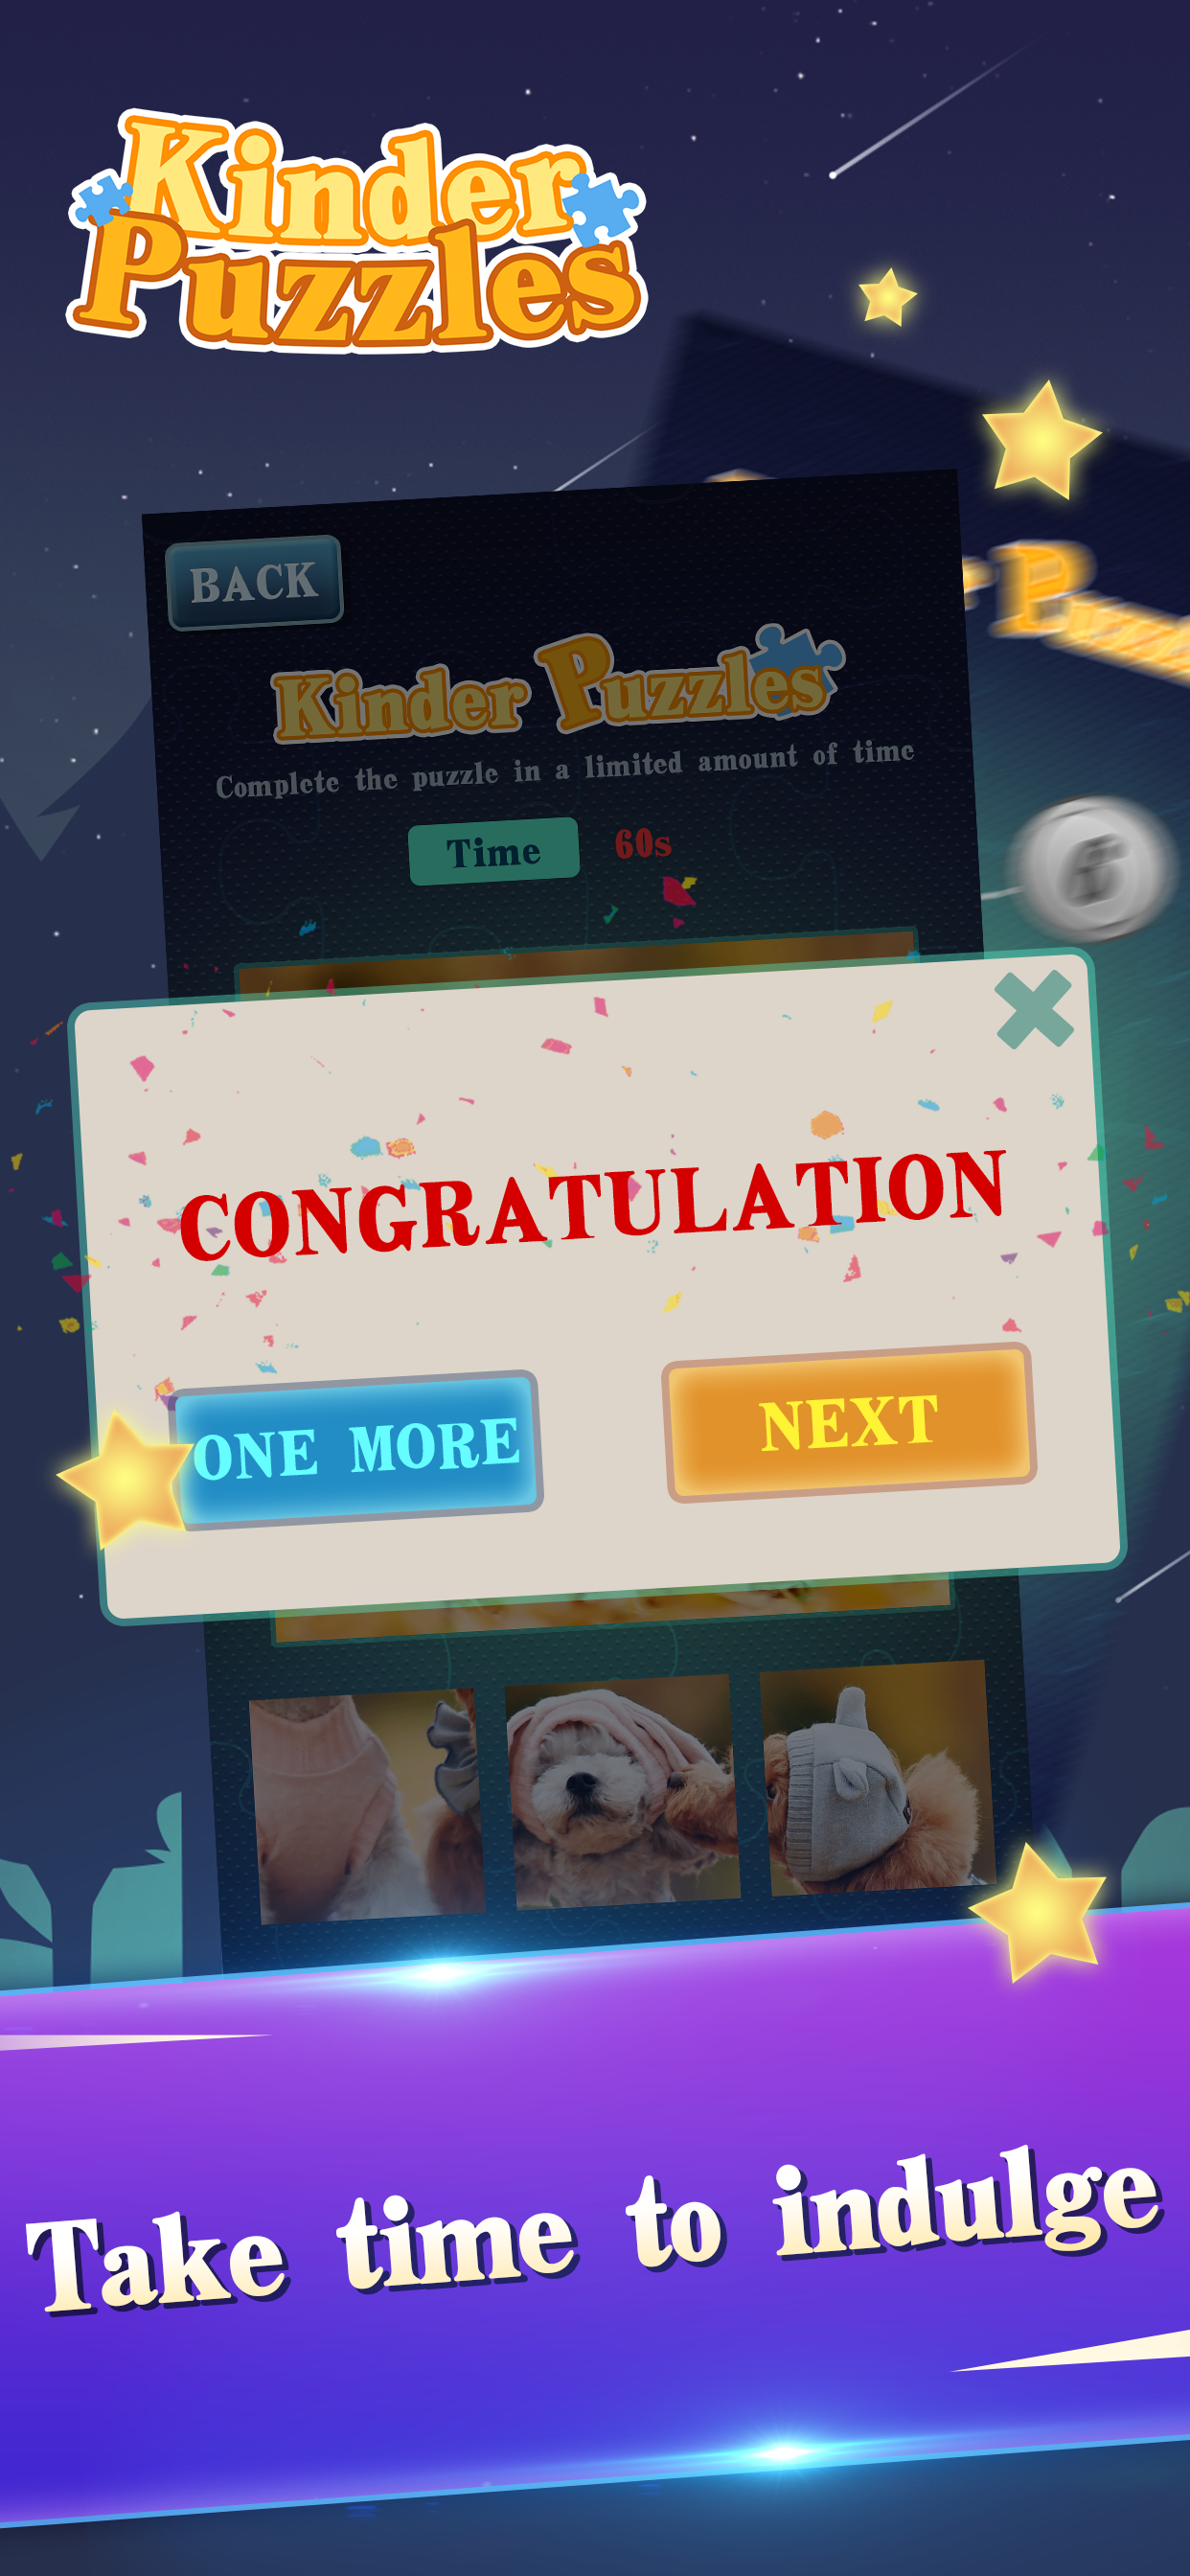 Kinder
Puzzles
BACK
Kinder Puzzles
Complete the puzzle in a limited amount of time
Time 60s
6
CONGRATULATION
ONE MORE NEXT
Take time to indulge